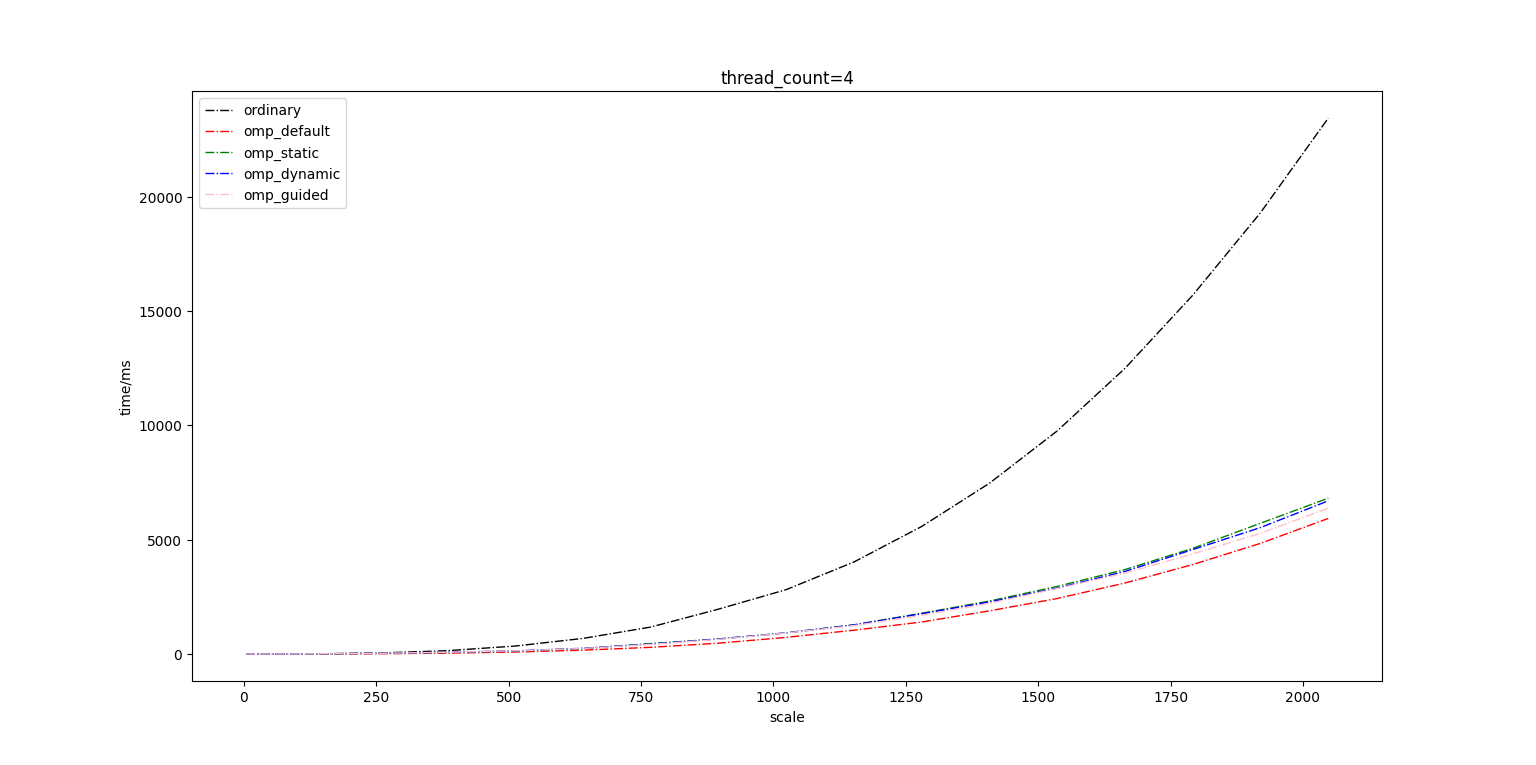 thread_count=4
ordinary
omp_default
omp_static
omp_dynamic
omp_guided
20000
15000
10000
5000
0
time/ms
0 250 500 750 1000 1250 1500 1750 2000
scale